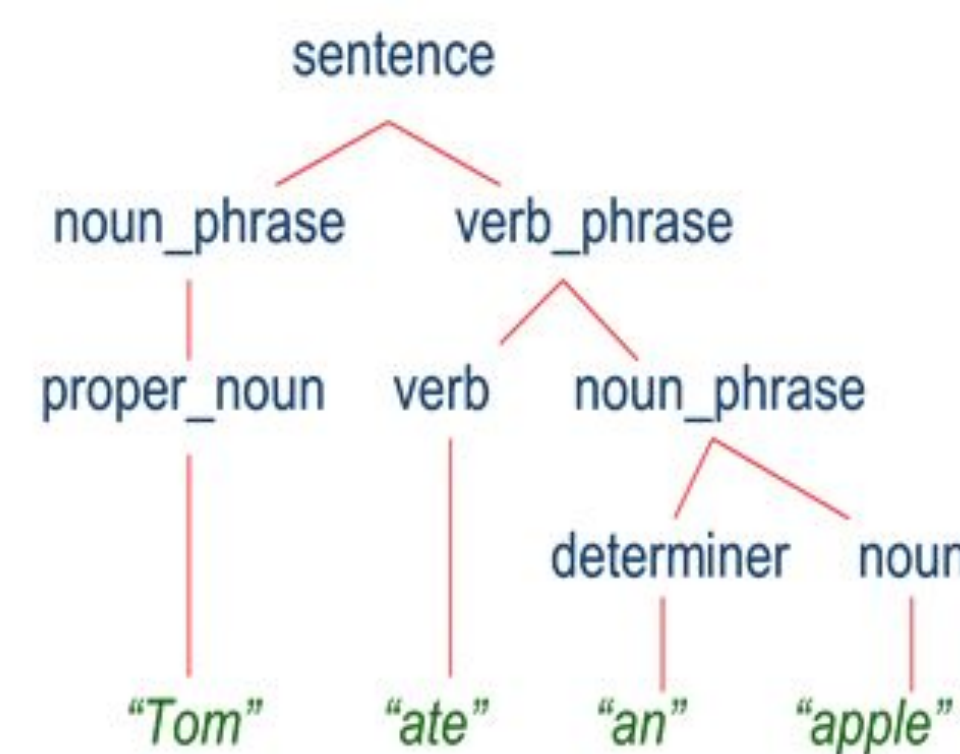 sentence
noun_phrase verb_phrase
proper_noun verb noun_phrase
determiner noun
“Tom” “ate” “an” “apple”